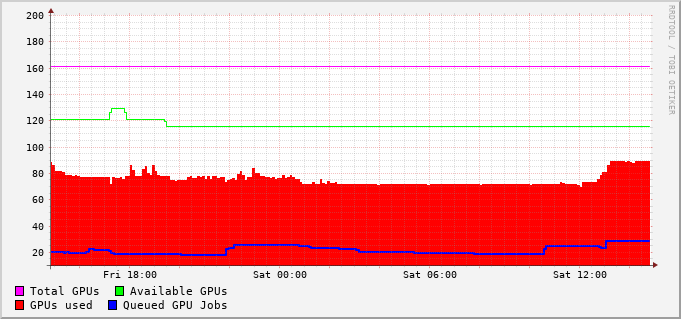 RRDTOOL / TOBI OETIKER
200
180
160
140
120
100
80
60
40
20
Fri 18:00 Sat 00:00 Sat 06:00 Sat 12:00
Total GPUs Available GPUs
GPUs used Queued GPU Jobs